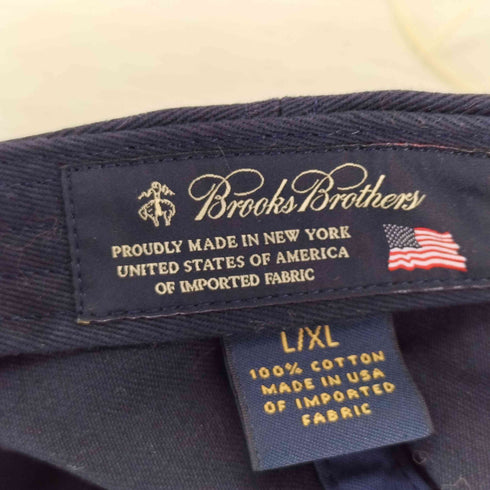 Brooks Brothers
PROUDLY MADE IN NEW YORK
UNITED STATES OF AMERICA
OF IMPORTED FABRIC
L/XL
100% COTTON
MADE IN USA
OF IMPORTED
FABRIC